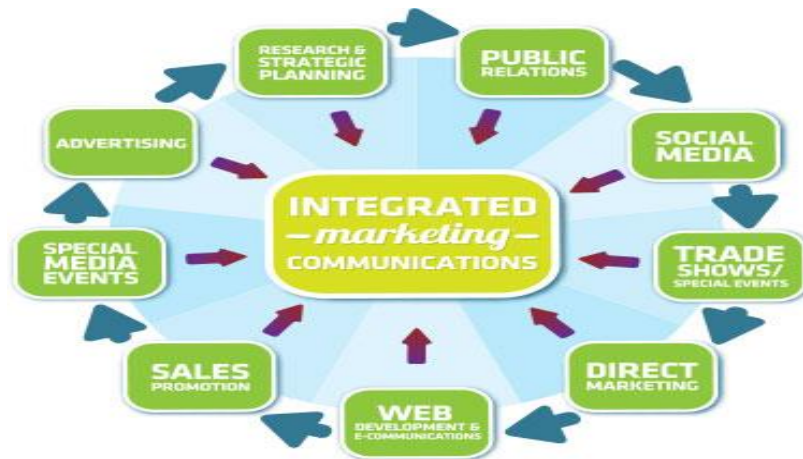 RESEARCH &
STRATEGIC
PLANNING
PUBLIC
RELATIONS
SOCIAL
MEDIA
TRADE
SHOWS/
SPECIAL EVENTS
DIRECT
MARKETING
WEB
DEVELOPMENT &
E-COMMUNICATIONS
SALES
PROMOTION
SPECIAL
MEDIA
EVENTS
ADVERTISING
INTEGRATED
–marketing–
COMMUNICATIONS